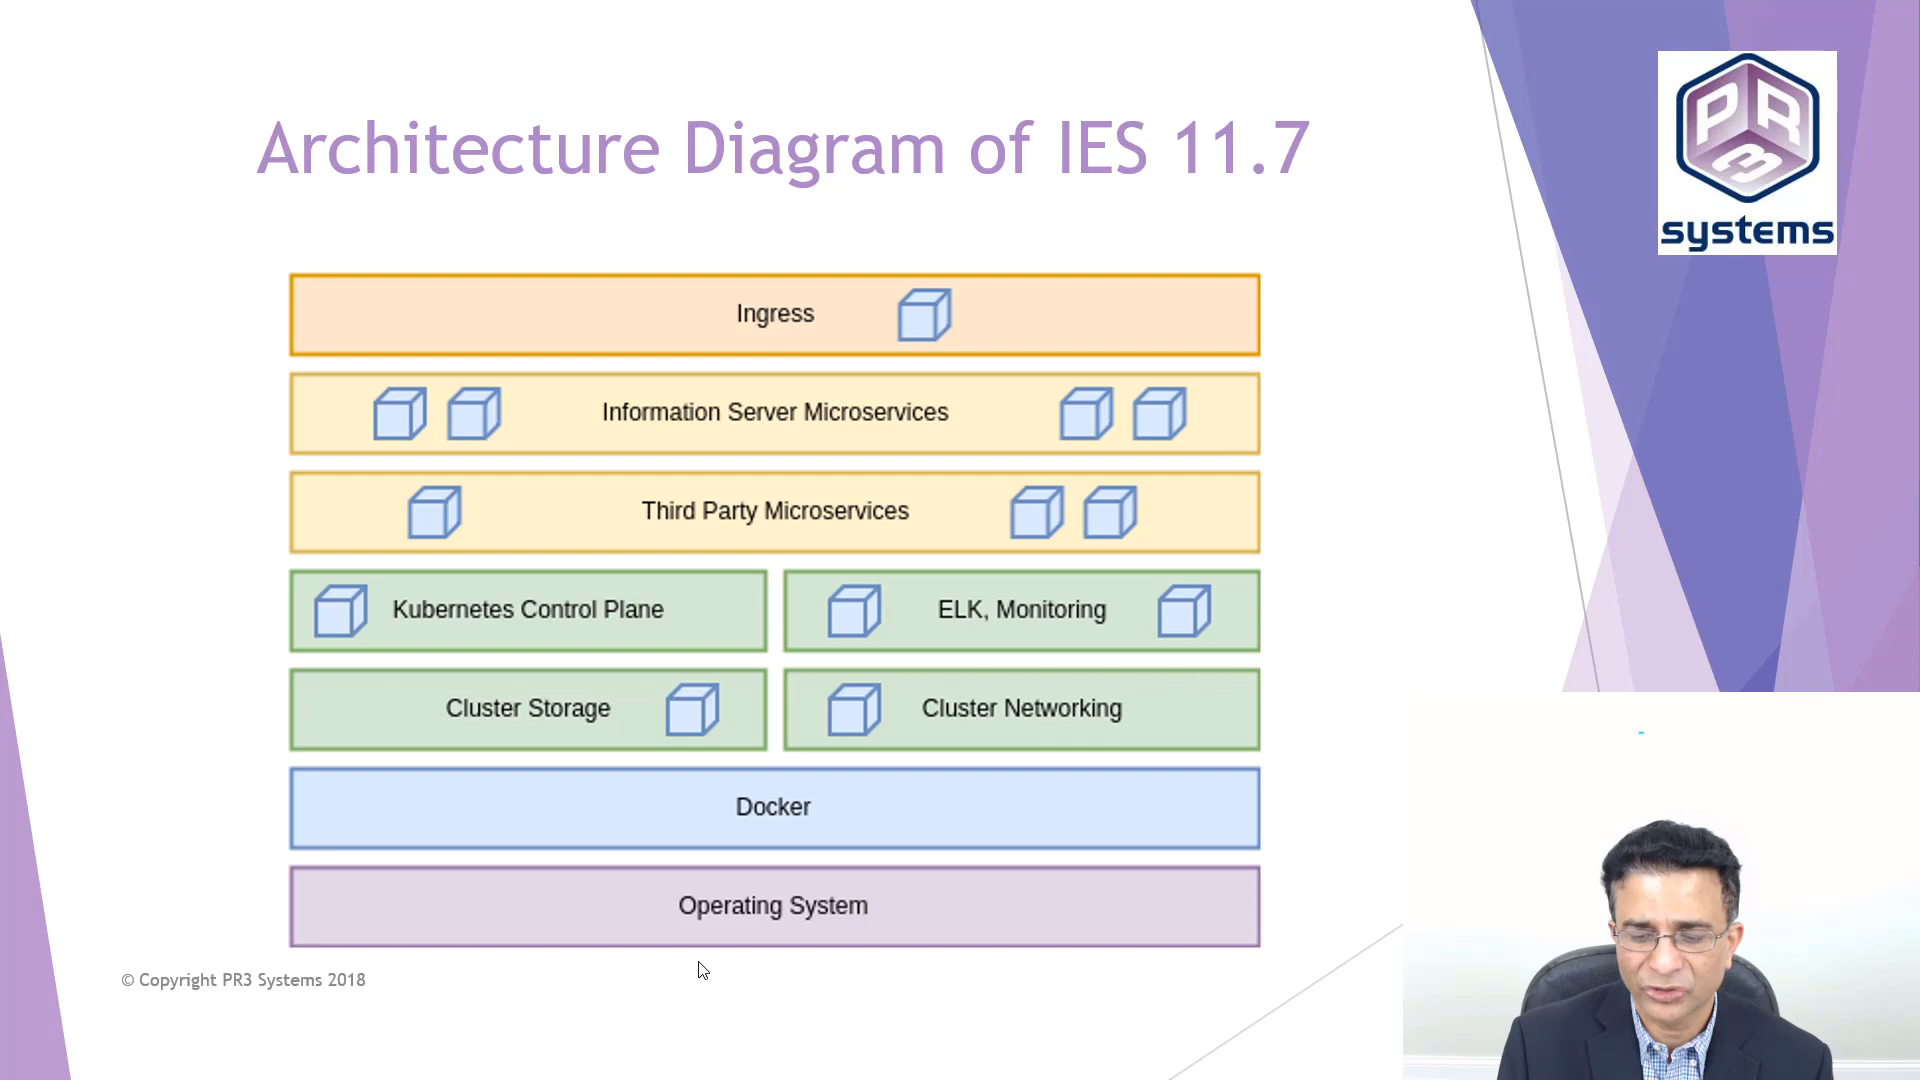 Architecture Diagram of IES 11.7
PR3
systems
Ingress
Information Server Microservices
Third Party Microservices
Kubernetes Control Plane
ELK, Monitoring
Cluster Storage
Cluster Networking
Docker
Operating System
© Copyright PR3 Systems 2018